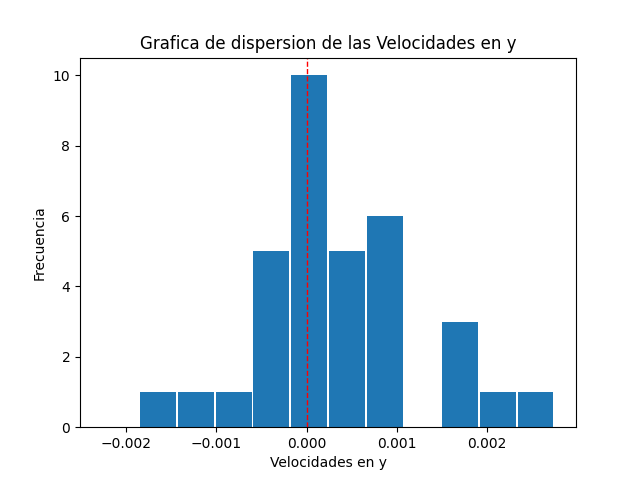 Grafica de dispersion de las Velocidades en y
Frecuencia
10
8
6
4
2
0
−0.002 −0.001 0.000 0.001 0.002
Velocidades en y